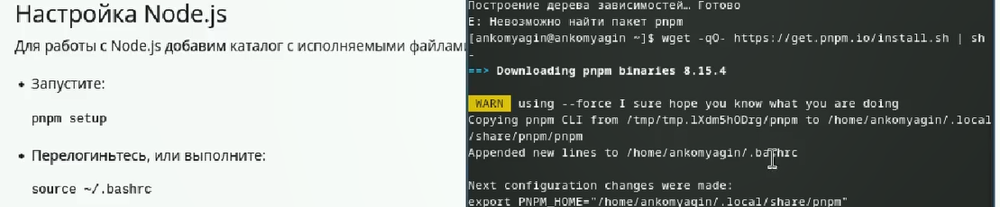 Настройка Node.js
Для работы с Node.js добавим каталог с исполняемыми файлами
• Запустите:
pnpm setup
• Перелогиньтесь, или выполните:
source ~/.bashrc
Построение дерева зависимостей… Готово
E: Невозможно найти пакет pnpm
[ankomyagin@ankomyagin ~]$ wget -qO- https://get.pnpm.io/install.sh | sh
-
==> Downloading pnpm binaries 8.15.4
WARN using --force I sure hope you know what you are doing
Copying pnpm CLI from /tmp/tmp.lXdm5hODrg/pnpm to /home/ankomyagin/.local
/share/pnpm/pnpm
Appended new lines to /home/ankomyagin/.bashrc
Next configuration changes were made:
export PNPM_HOME="/home/ankomyagin/.local/share/pnpm"